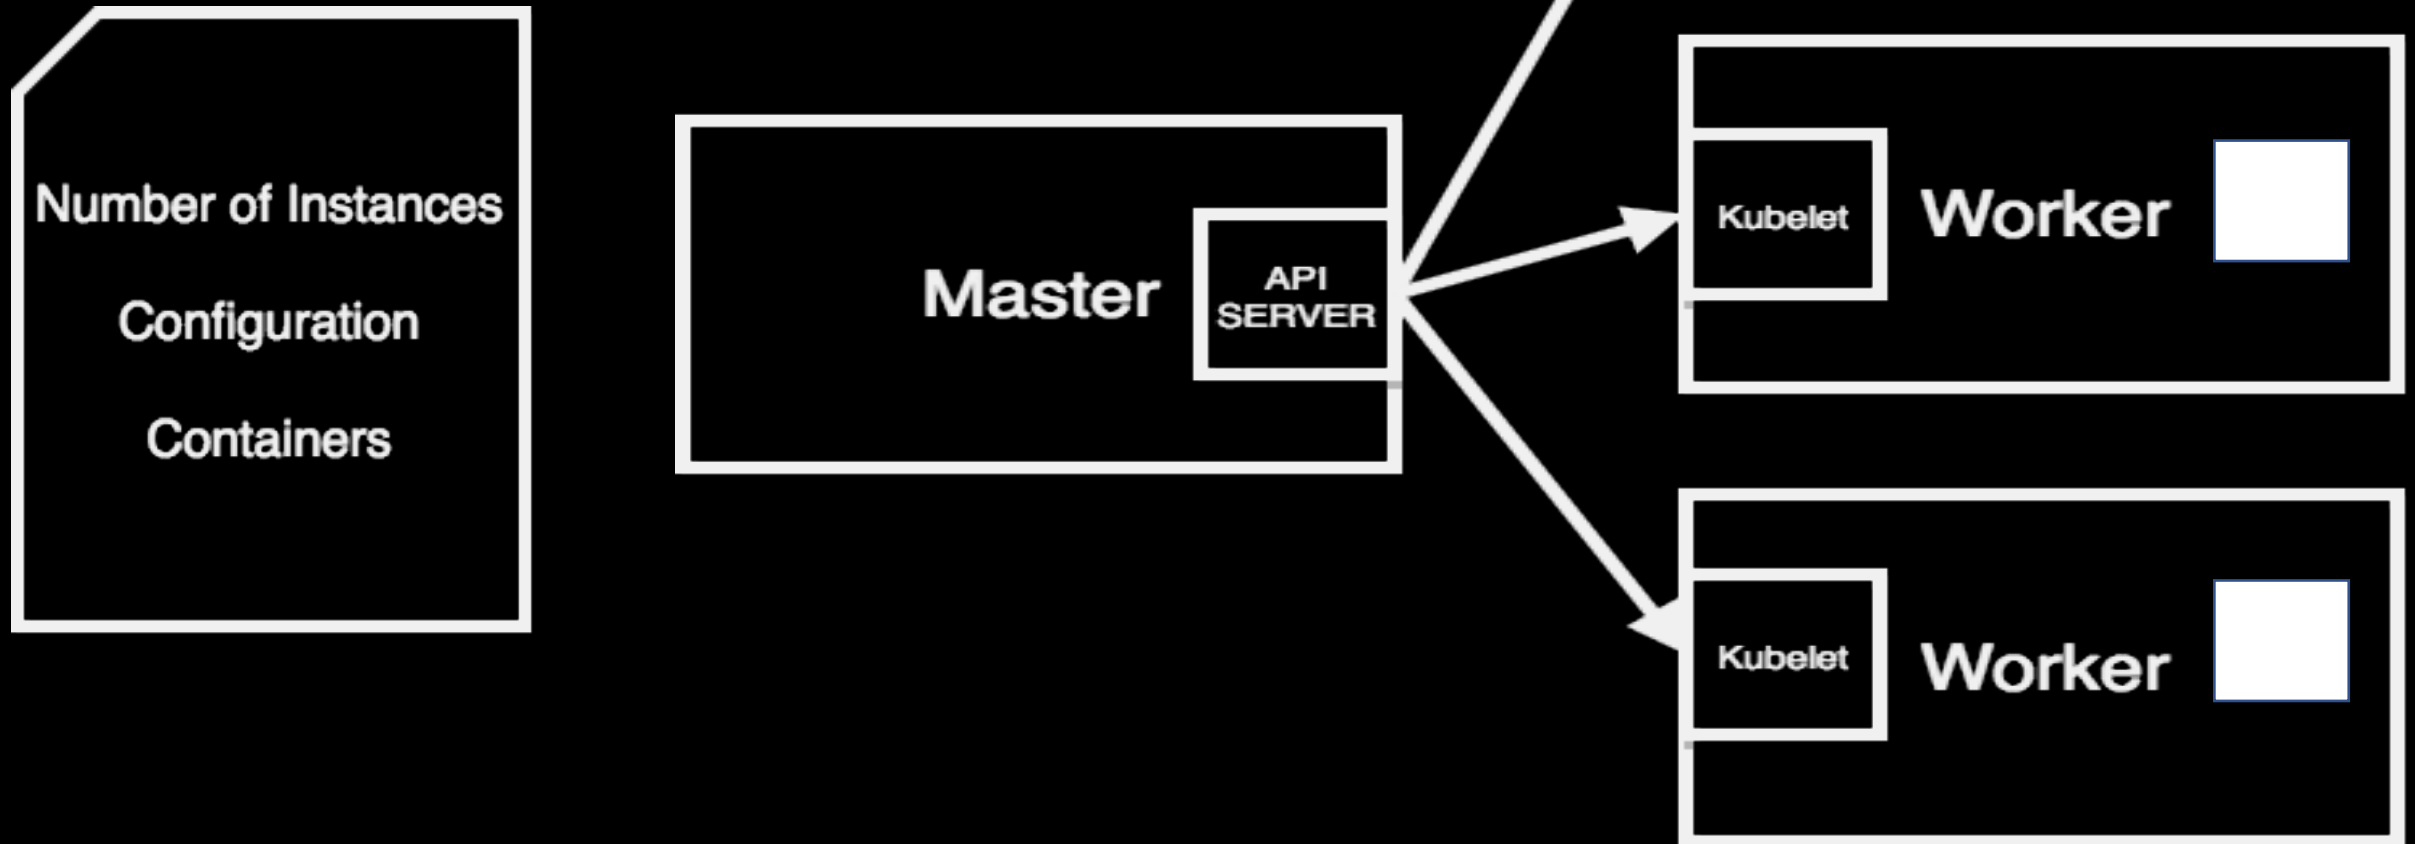 Number of Instances
Configuration
Containers
Master
API
SERVER
Kubelet
Worker
Kubelet
Worker